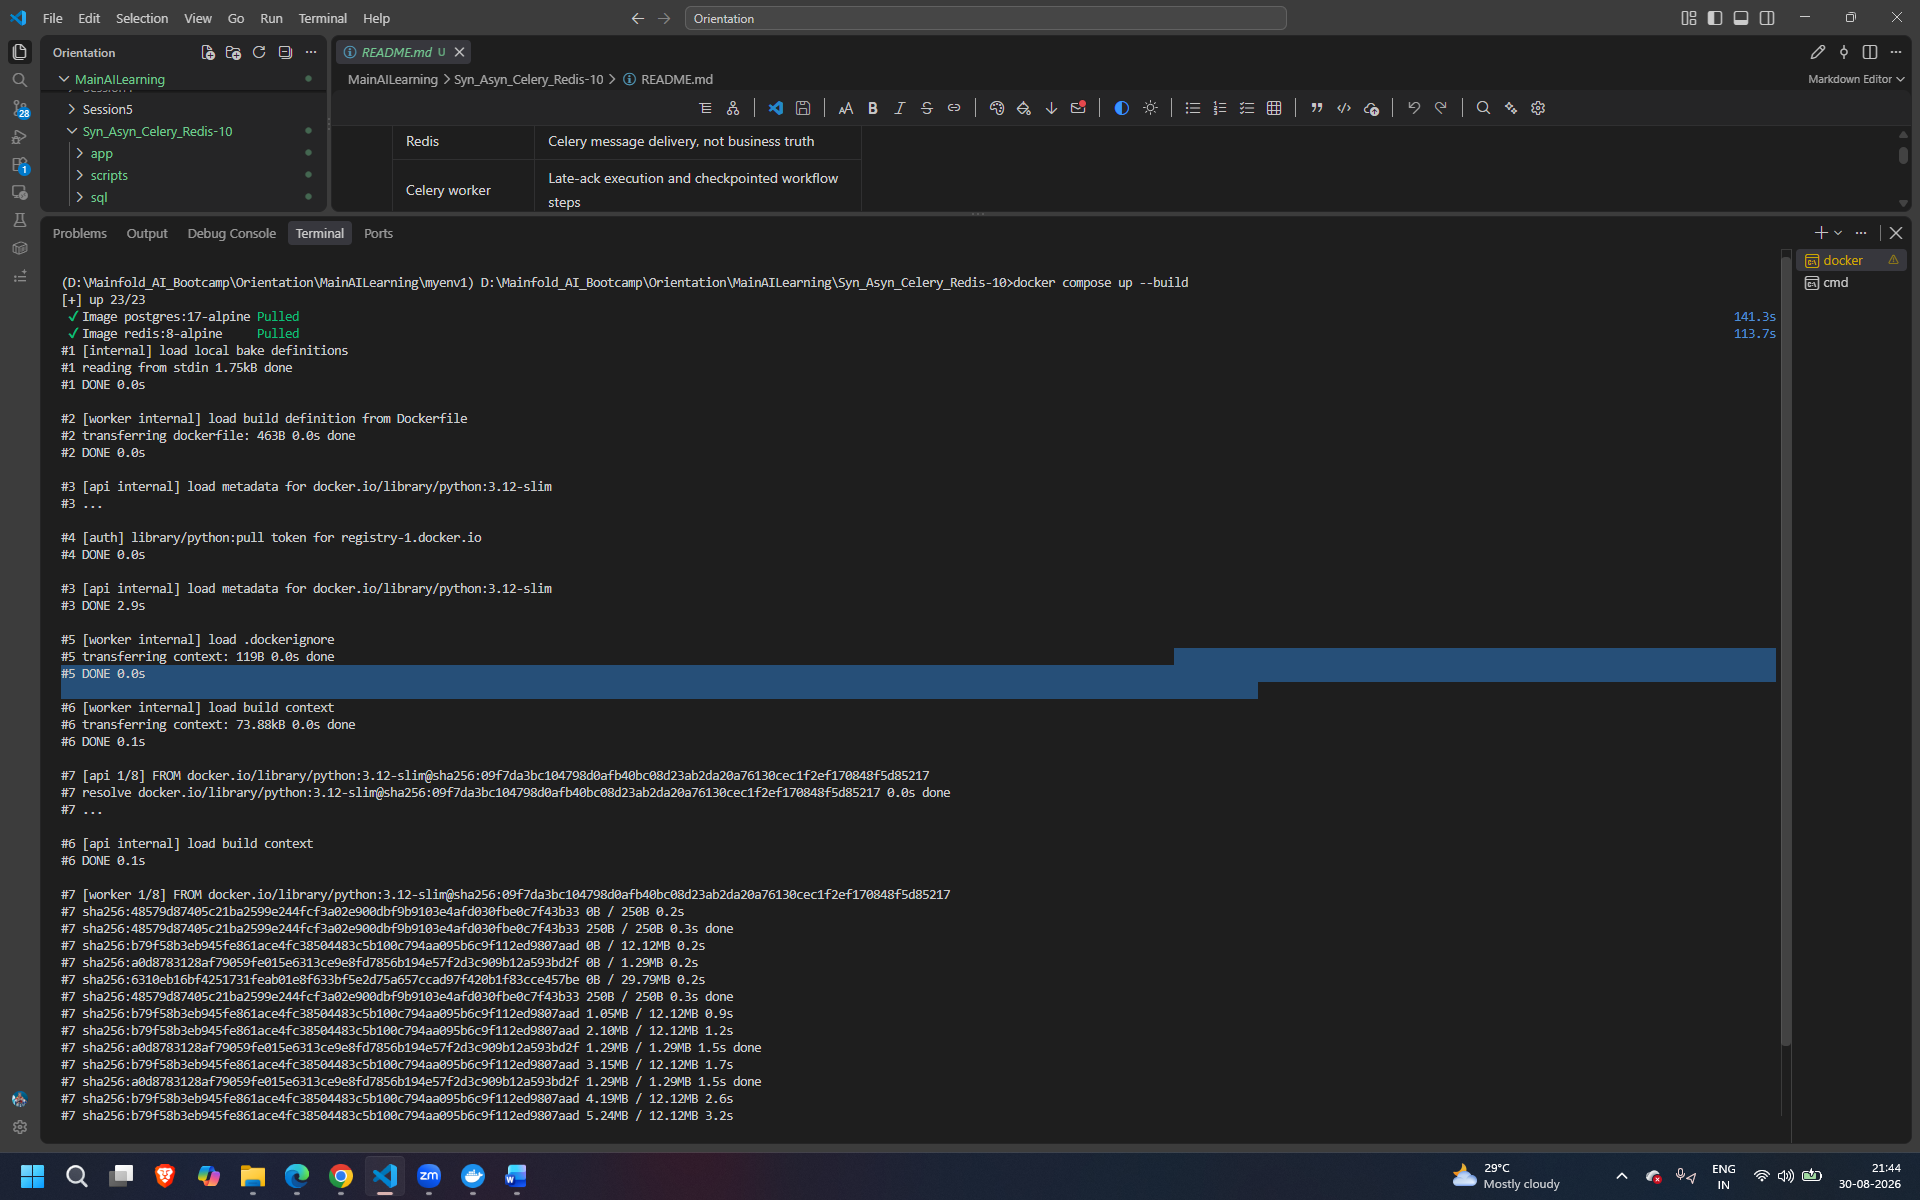 File Edit Selection View Go Run Terminal Help
Orientation
Orientation
MainAILearning
Session5
Syn_Asyn_Celery_Redis-10
app
scripts
sql
28
1
README.md U
MainAILearning > Syn_Asyn_Celery_Redis-10 > README.md
Markdown Editor
Redis Celery message delivery, not business truth
Celery worker Late-ack execution and checkpointed workflow
steps
Problems Output Debug Console Terminal Ports
docker
cmd
(D:\Mainfold_AI_Bootcamp\Orientation\MainAILearning\myenv1) D:\Mainfold_AI_Bootcamp\Orientation\MainAILearning\Syn_Asyn_Celery_Redis-10>docker compose up --build
[+] up 23/23
✓ Image postgres:17-alpine Pulled 141.3s
✓ Image redis:8-alpine Pulled 113.7s
#1 [internal] load local bake definitions
#1 reading from stdin 1.75kB done
#1 DONE 0.0s
#2 [worker internal] load build definition from Dockerfile
#2 transferring dockerfile: 463B 0.0s done
#2 DONE 0.0s
#3 [api internal] load metadata for docker.io/library/python:3.12-slim
#3 ...
#4 [auth] library/python:pull token for registry-1.docker.io
#4 DONE 0.0s
#3 [api internal] load metadata for docker.io/library/python:3.12-slim
#3 DONE 2.9s
#5 [worker internal] load .dockerignore
#5 transferring context: 119B 0.0s done
#5 DONE 0.0s
#6 [worker internal] load build context
#6 transferring context: 73.88kB 0.0s done
#6 DONE 0.1s
#7 [api 1/8] FROM docker.io/library/python:3.12-slim@sha256:09f7da3bc104798d0afb40bc08d23ab2da20a76130cec1f2ef170848f5d85217
#7 resolve docker.io/library/python:3.12-slim@sha256:09f7da3bc104798d0afb40bc08d23ab2da20a76130cec1f2ef170848f5d85217 0.0s done
#7 ...
#6 [api internal] load build context
#6 DONE 0.1s
#7 [worker 1/8] FROM docker.io/library/python:3.12-slim@sha256:09f7da3bc104798d0afb40bc08d23ab2da20a76130cec1f2ef170848f5d85217
#7 sha256:48579d87405c21ba2599e244fcf3a02e900dbf9b9103e4afd030fbe0c7f43b33 0B / 250B 0.2s
#7 sha256:48579d87405c21ba2599e244fcf3a02e900dbf9b9103e4afd030fbe0c7f43b33 250B / 250B 0.3s done
#7 sha256:b79f58b3eb945fe861ace4fc38504483c5b100c794aa095b6c9f112ed9807aad 0B / 12.12MB 0.2s
#7 sha256:a0d8783128af79059fe015e6313ce9e8fd7856b194e57f2d3c909b12a593bd2f 0B / 1.29MB 0.2s
#7 sha256:6310eb16bf4251731feab01e8f633bf5e2d75a657ccad97f420b1f83cce457be 0B / 29.79MB 0.2s
#7 sha256:48579d87405c21ba2599e244fcf3a02e900dbf9b9103e4afd030fbe0c7f43b33 250B / 250B 0.3s done
#7 sha256:b79f58b3eb945fe861ace4fc38504483c5b100c794aa095b6c9f112ed9807aad 1.05MB / 12.12MB 0.9s
#7 sha256:b79f58b3eb945fe861ace4fc38504483c5b100c794aa095b6c9f112ed9807aad 2.10MB / 12.12MB 1.2s
#7 sha256:a0d8783128af79059fe015e6313ce9e8fd7856b194e57f2d3c909b12a593bd2f 1.29MB / 1.29MB 1.5s done
#7 sha256:b79f58b3eb945fe861ace4fc38504483c5b100c794aa095b6c9f112ed9807aad 3.15MB / 12.12MB 1.7s
#7 sha256:a0d8783128af79059fe015e6313ce9e8fd7856b194e57f2d3c909b12a593bd2f 1.29MB / 1.29MB 1.5s done
#7 sha256:b79f58b3eb945fe861ace4fc38504483c5b100c794aa095b6c9f112ed9807aad 4.19MB / 12.12MB 2.6s
#7 sha256:b79f58b3eb945fe861ace4fc38504483c5b100c794aa095b6c9f112ed9807aad 5.24MB / 12.12MB 3.2s
zm
29°C
Mostly cloudy
ENG
IN
21:44
30-08-2026